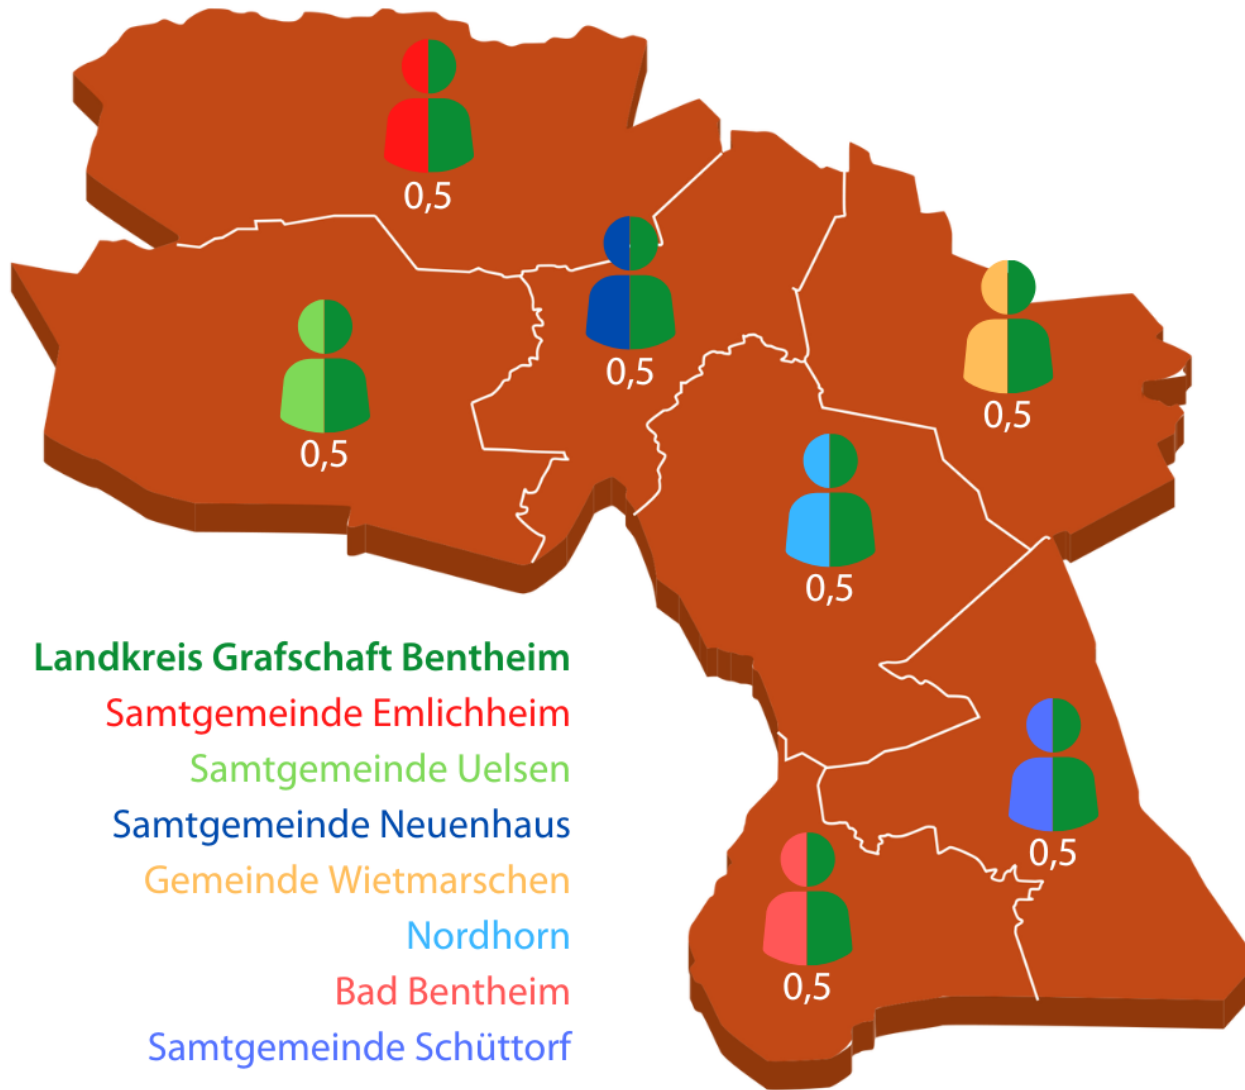 0,5
0,5
0,5
0,5
0,5
Landkreis Grafschaft Bentheim
Samtgemeinde Emlichheim
Samtgemeinde Uelsen
Samtgemeinde Neuenhaus
Gemeinde Wietmarschen
Nordhorn
Bad Bentheim
Samtgemeinde Schüttorf
0,5
0,5